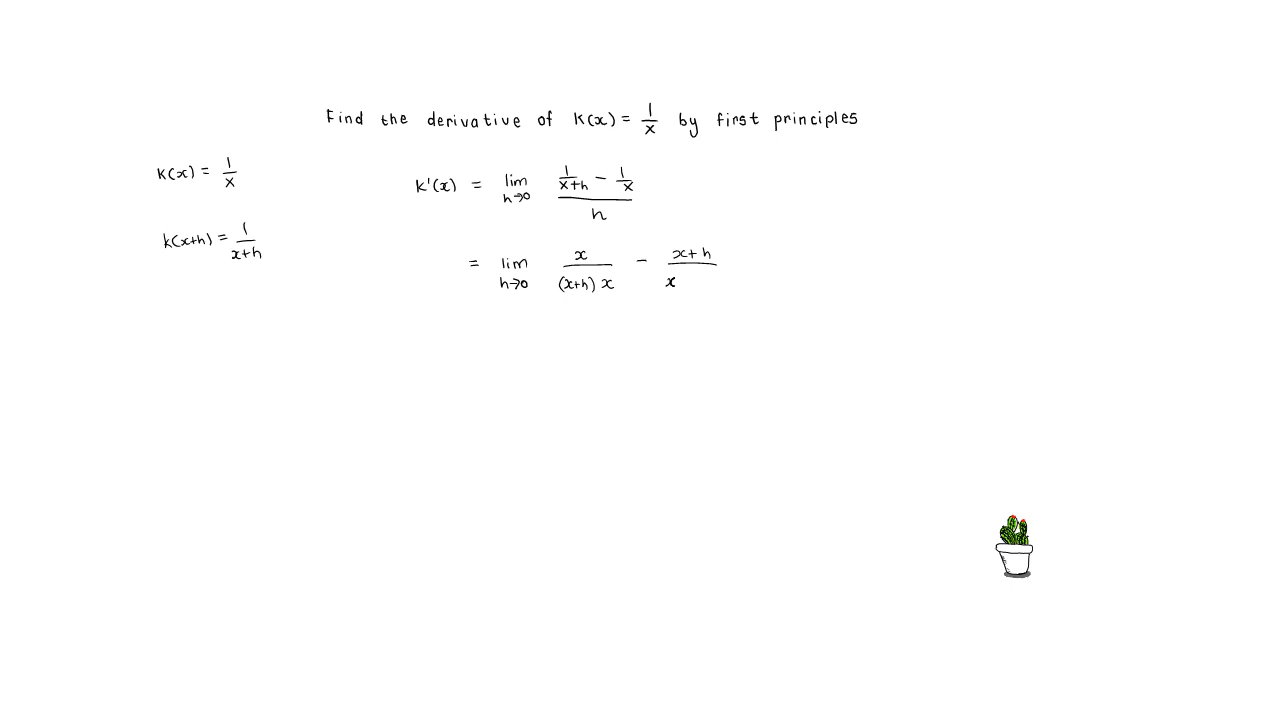 Find the derivative of K(x) = 1/x by first principles
K(x) = 1/x
k(x+h) = 1/(x+h)
K'(x) = lim h→0 (1/(x+h) - 1/x)/h
= lim h→0 x/((x+h)x) - (x+h)/x